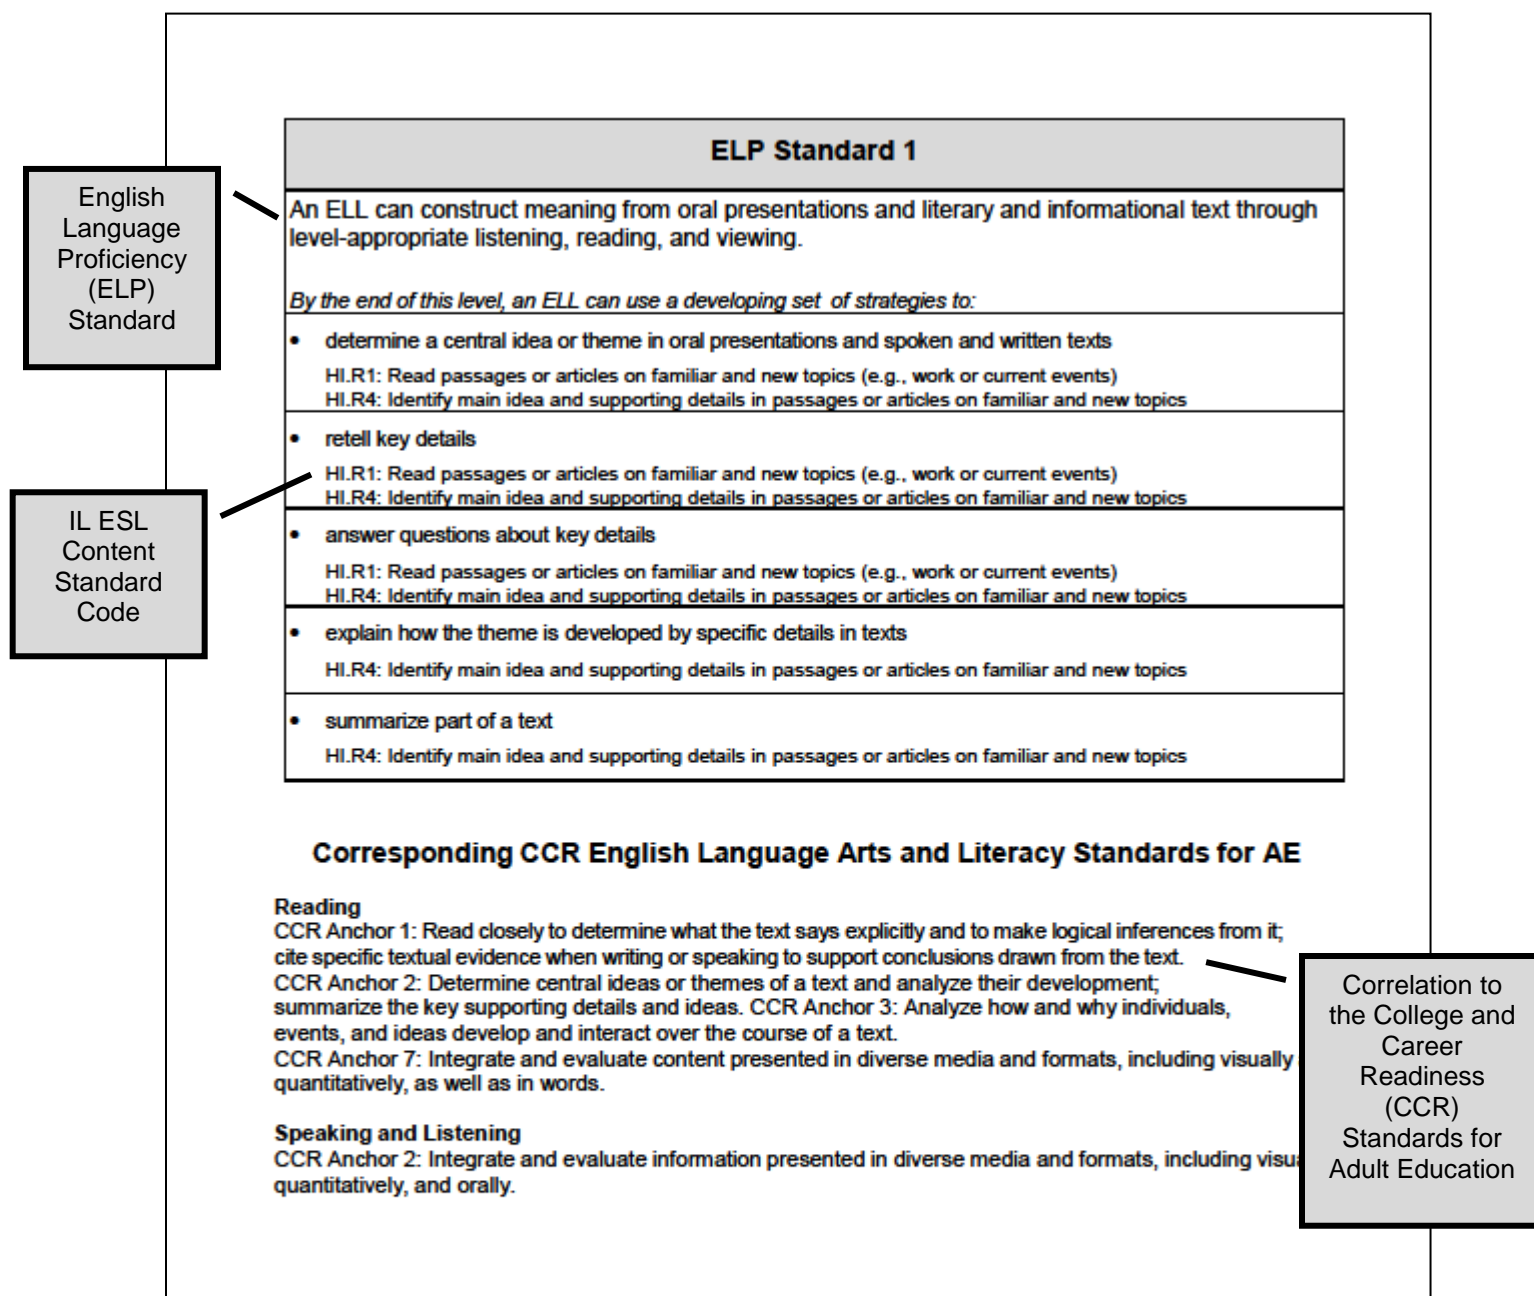 ELP Standard 1
English
Language
Proficiency
(ELP)
Standard
An ELL can construct meaning from oral presentations and literary and informational text through
level-appropriate listening, reading, and viewing.
By the end of this level, an ELL can use a developing set of strategies to:
• determine a central idea or theme in oral presentations and spoken and written texts
HI.R1: Read passages or articles on familiar and new topics (e.g., work or current events)
HI.R4: Identify main idea and supporting details in passages or articles on familiar and new topics
• retell key details
HI.R1: Read passages or articles on familiar and new topics (e.g., work or current events)
HI.R4: Identify main idea and supporting details in passages or articles on familiar and new topics
IL ESL
Content
Standard
Code
• answer questions about key details
HI.R1: Read passages or articles on familiar and new topics (e.g., work or current events)
HI.R4: Identify main idea and supporting details in passages or articles on familiar and new topics
• explain how the theme is developed by specific details in texts
HI.R4: Identify main idea and supporting details in passages or articles on familiar and new topics
• summarize part of a text
HI.R4: Identify main idea and supporting details in passages or articles on familiar and new topics
Corresponding CCR English Language Arts and Literacy Standards for AE
Reading
CCR Anchor 1: Read closely to determine what the text says explicitly and to make logical inferences from it;
cite specific textual evidence when writing or speaking to support conclusions drawn from the text.
CCR Anchor 2: Determine central ideas or themes of a text and analyze their development;
summarize the key supporting details and ideas. CCR Anchor 3: Analyze how and why individuals,
events, and ideas develop and interact over the course of a text.
CCR Anchor 7: Integrate and evaluate content presented in diverse media and formats, including visually
quantitatively, as well as in words.
Speaking and Listening
CCR Anchor 2: Integrate and evaluate information presented in diverse media and formats, including
quantitatively, and orally.
Correlation to
the College and
Career
Readiness
(CCR)
Standards for
Adult Education